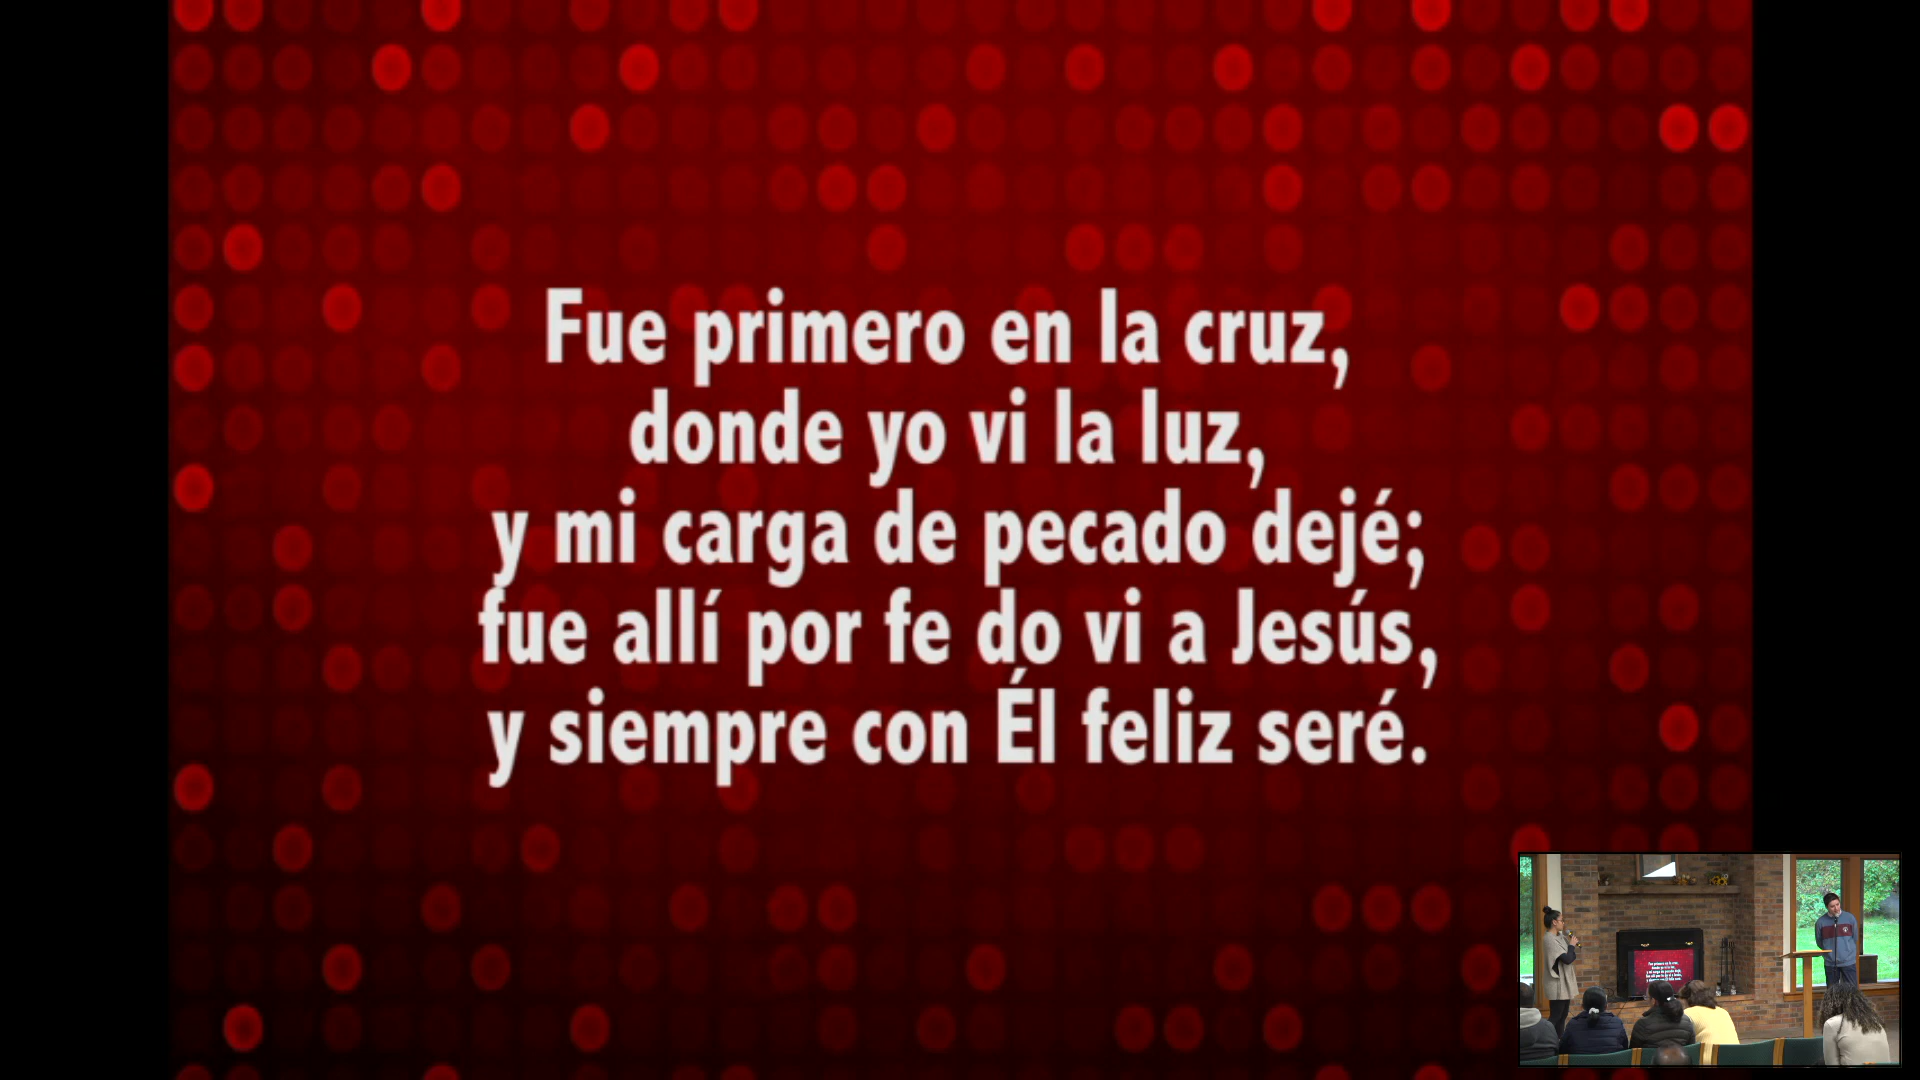 Fue primero en la cruz,
donde yo vi la luz,
y mi carga de pecado dejé;
fue allí por fe do vi a Jesús,
y siempre con Él feliz seré.